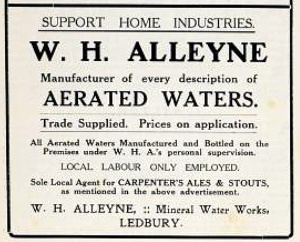 SUPPORT HOME INDUSTRIES.
W. H. ALLEYNE
Manufacturer of every description of
AERATED WATERS.
Trade Supplied. Prices on application.
All Aerated Waters Manufactured and Bottled on the
Premises under W. H. A.'s personal supervision.
LOCAL LABOUR ONLY EMPLOYED.
Sole Local Agent for CARPENTER'S ALES & STOUTS,
as mentioned in the above advertisement.
W. H. ALLEYNE, :: Mineral Water Works,
LEDBURY.